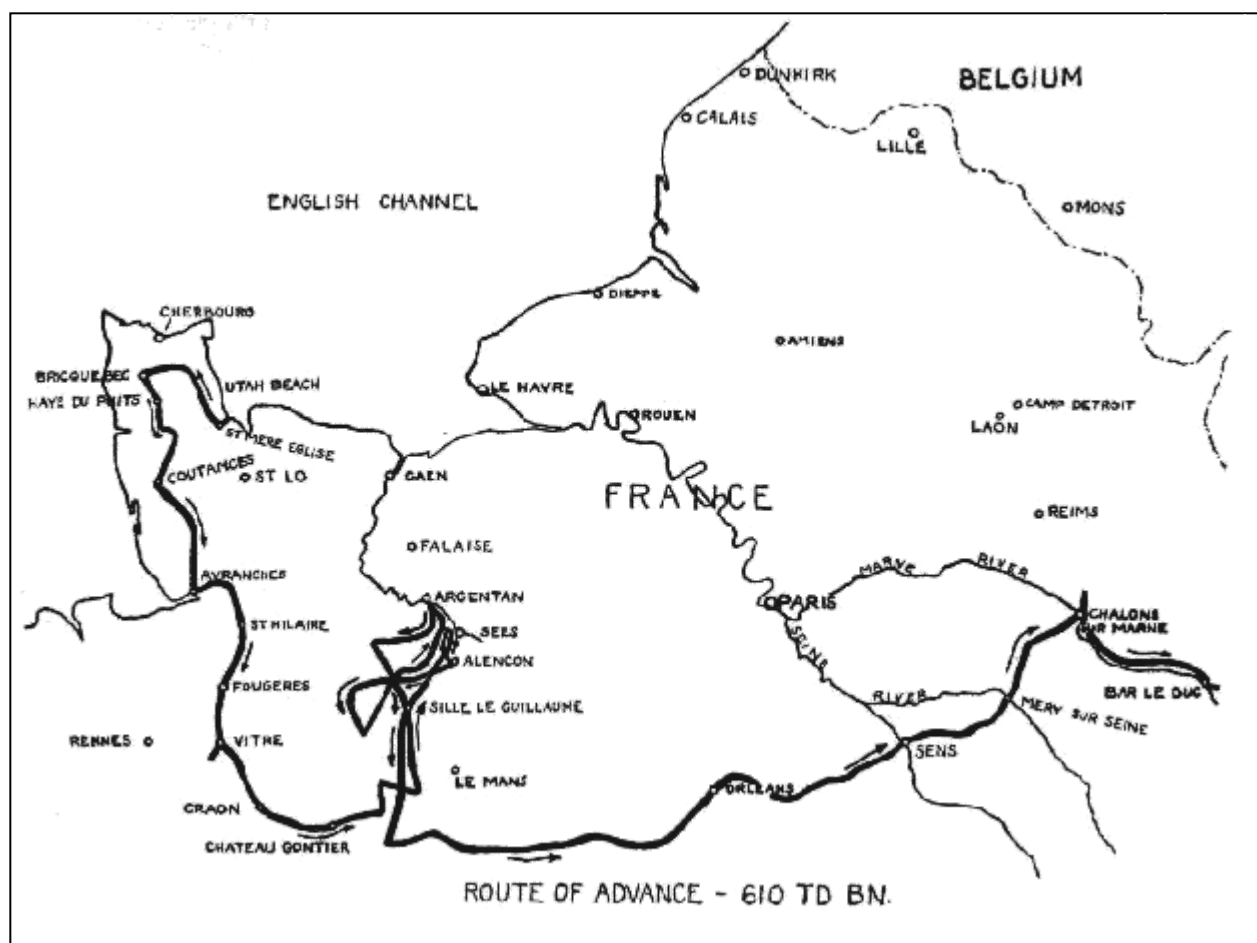 DUNKIRK
BELGIUM
CALAIS
LILLE
ENGLISH CHANNEL
MONS
DIEPPE
CHERBOURG
AMIENS
BRICQUEBEC
UTAH BEACH
LE HAVRE
HAYE DU PUITS
ROUEN
CAMP DETROIT
LAÖN
ST MERE EGLISE
COUTANCES
ST LO
CAEN
FRANCE
REIMS
FALAISE
MARVE RIVER
AVRANCHES
ARGENTAN
PARIS
CHALONS
SUR MARNE
ST HILAIRE
SEES
SEINE RIVER
ALENCON
FOUGERES
BAR LE DUC
SILLE LE GUILLAUME
MERY SUR SEINE
RENNES
VITRE
SENS
LE MANS
ORLEANS
CRAON
CHATEAU GONTIER
ROUTE OF ADVANCE - 610 TD BN.